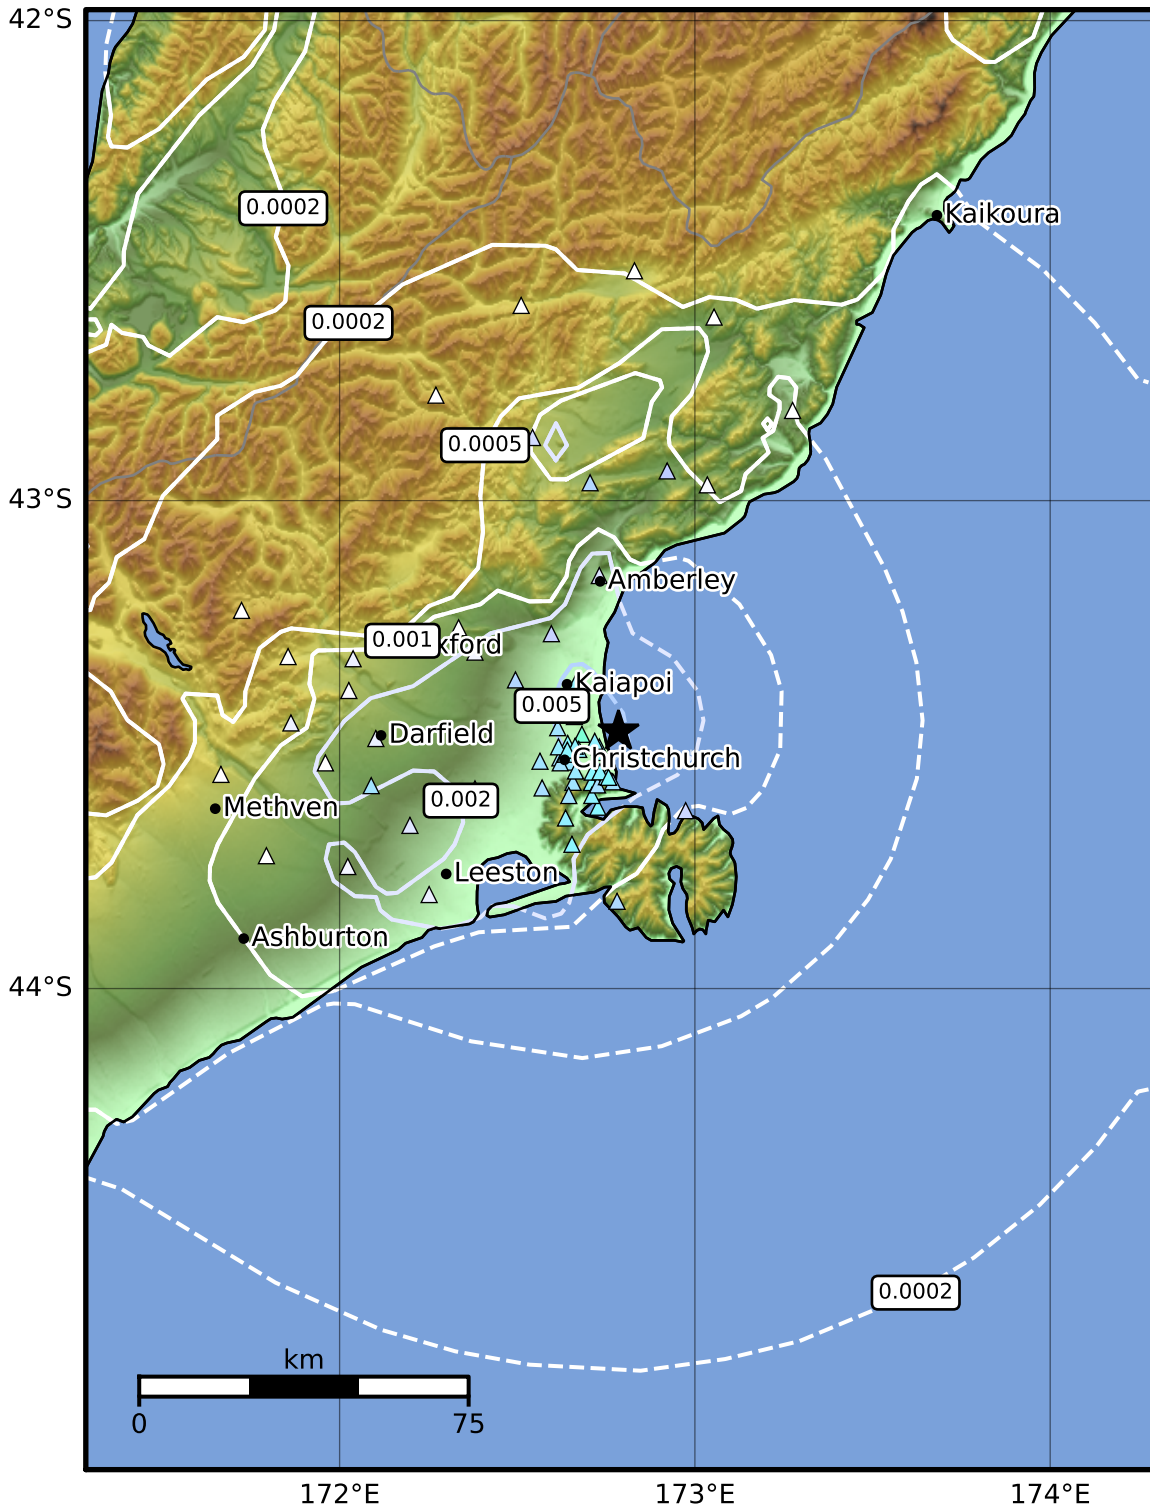 42°S
0.0002
Kaikoura
0.0002
0.0005
43°S
Amberley
0.001
xford
Kaiapoi
0.005
Darfield
Christchurch
0.002
Methven
Leeston
Ashburton
44°S
0.0002
km
0
75
172°E
173°E
174°E